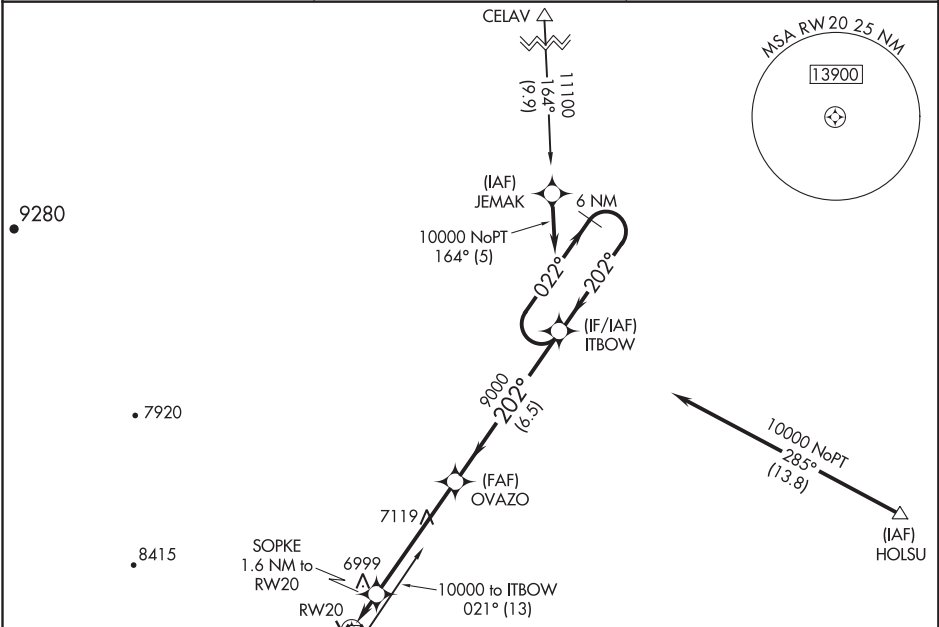 CELAV
11100
164°
(9.9)
MSA RW20 25 NM
13900
(IAF)
JEMAK
6 NM
9280
10000 NoPT
164° (5)
022°
202°
(IF/IAF)
ITBOW
9000
202°
(6.5)
7920
10000 NoPT
285°
(13.8)
(FAF)
OVAZO
7119
(IAF)
HOLSU
8415
SOPKE
1.6 NM to
RW20
6999
10000 to ITBOW
021° (13)
RW20